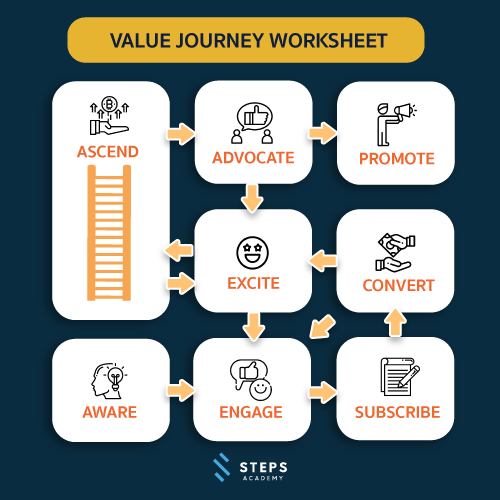 VALUE JOURNEY WORKSHEET
ASCEND
ADVOCATE
PROMOTE
EXCITE
CONVERT
AWARE
ENGAGE
SUBSCRIBE
STEPS
ACADEMY